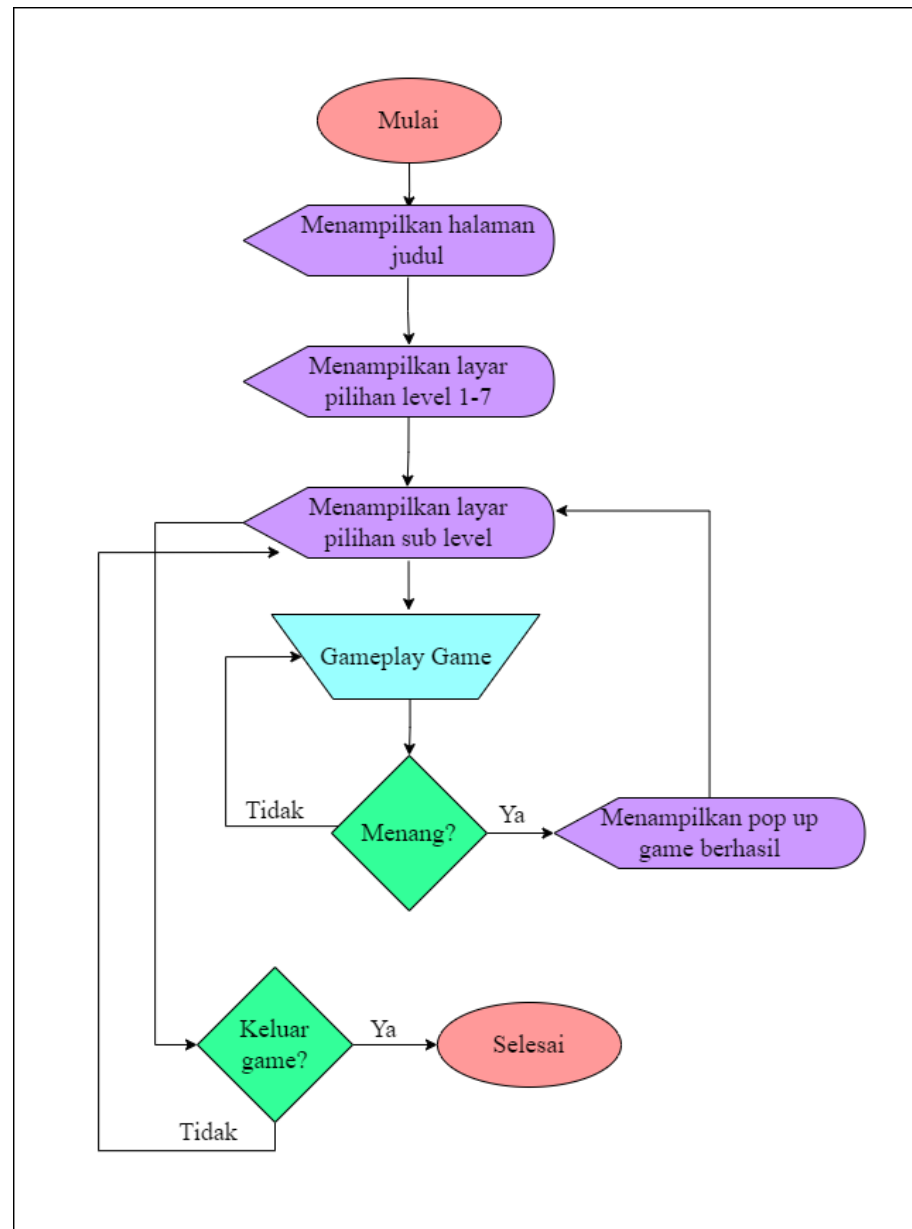 Mulai
Menampilkan halaman
judul
Menampilkan layar
pilihan level 1-7
Menampilkan layar
pilihan sub level
Gameplay Game
Tidak
Menang?
Ya
Menampilkan pop up
game berhasil
Keluar
game?
Ya
Selesai
Tidak